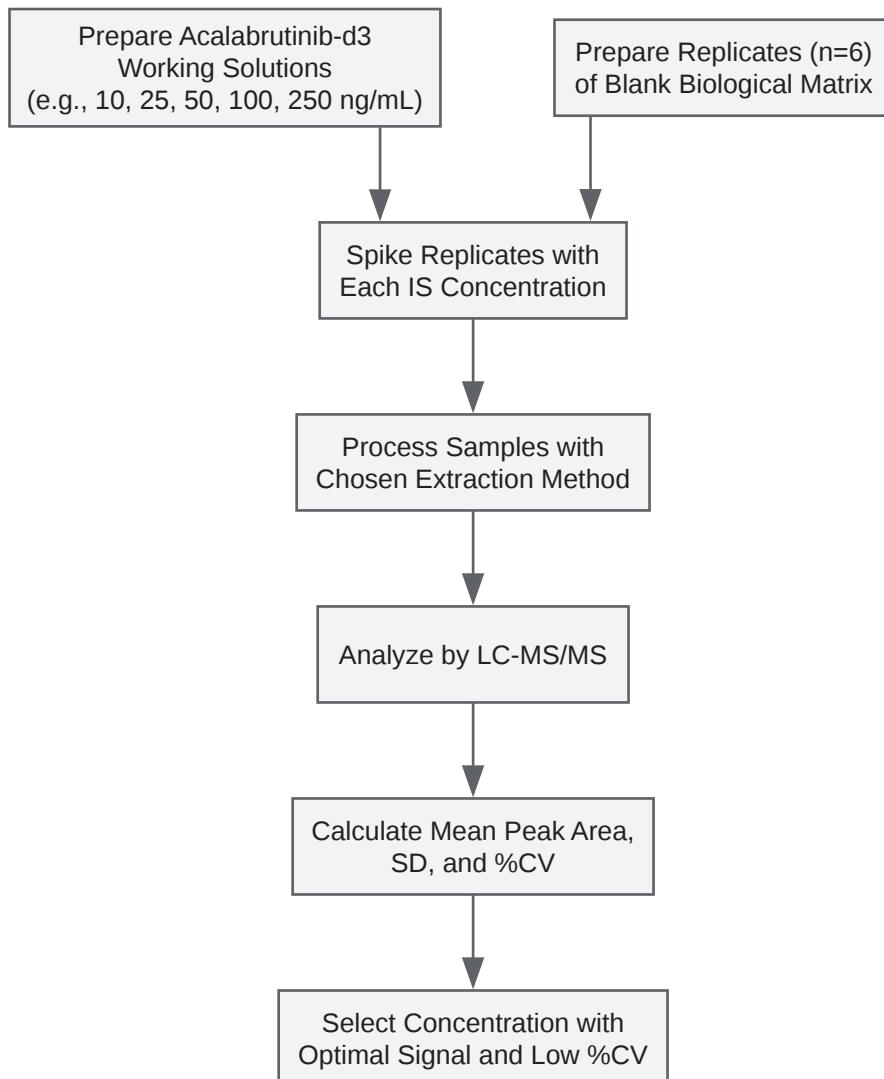 Prepare Acalabrutinib-d3
Working Solutions
(e.g., 10, 25, 50, 100, 250 ng/mL)
Prepare Replicates (n=6)
of Blank Biological Matrix
Spike Replicates with
Each IS Concentration
Process Samples with
Chosen Extraction Method
Analyze by LC-MS/MS
Calculate Mean Peak Area,
SD, and %CV
Select Concentration with
Optimal Signal and Low %CV